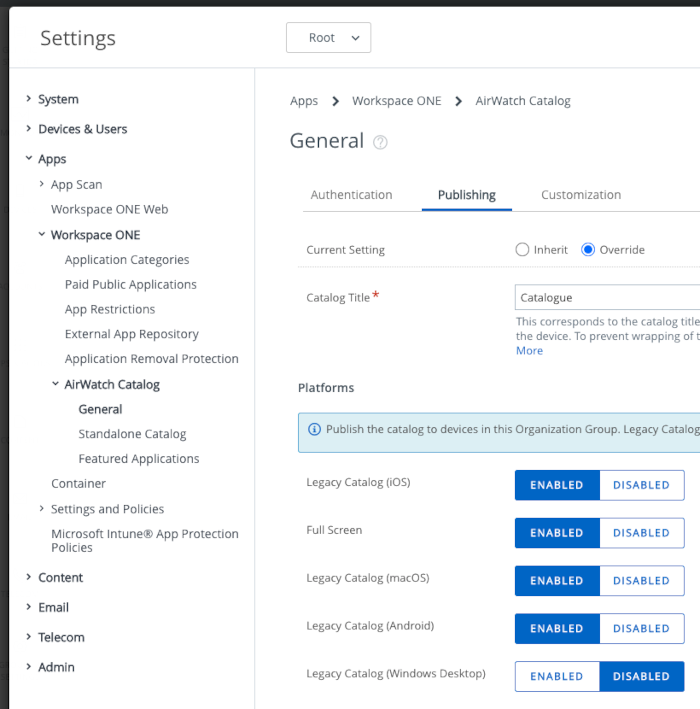 Settings
Root
System
Devices & Users
Apps
App Scan
Workspace ONE Web
Workspace ONE
Application Categories
Paid Public Applications
App Restrictions
External App Repository
Application Removal Protection
AirWatch Catalog
General
Standalone Catalog
Featured Applications
Container
Settings and Policies
Microsoft Intune® App Protection
Policies
Content
Email
Telecom
Admin
Apps > Workspace ONE > AirWatch Catalog
General ?
Authentication Publishing Customization
Current Setting Inherit Override
Catalog Title * Catalogue
This corresponds to the catalog title
the device. To prevent wrapping of t
More
Platforms
Publish the catalog to devices in this Organization Group. Legacy Catalog
Legacy Catalog (iOS) ENABLED DISABLED
Full Screen ENABLED DISABLED
Legacy Catalog (macOS) ENABLED DISABLED
Legacy Catalog (Android) ENABLED DISABLED
Legacy Catalog (Windows Desktop) ENABLED DISABLED